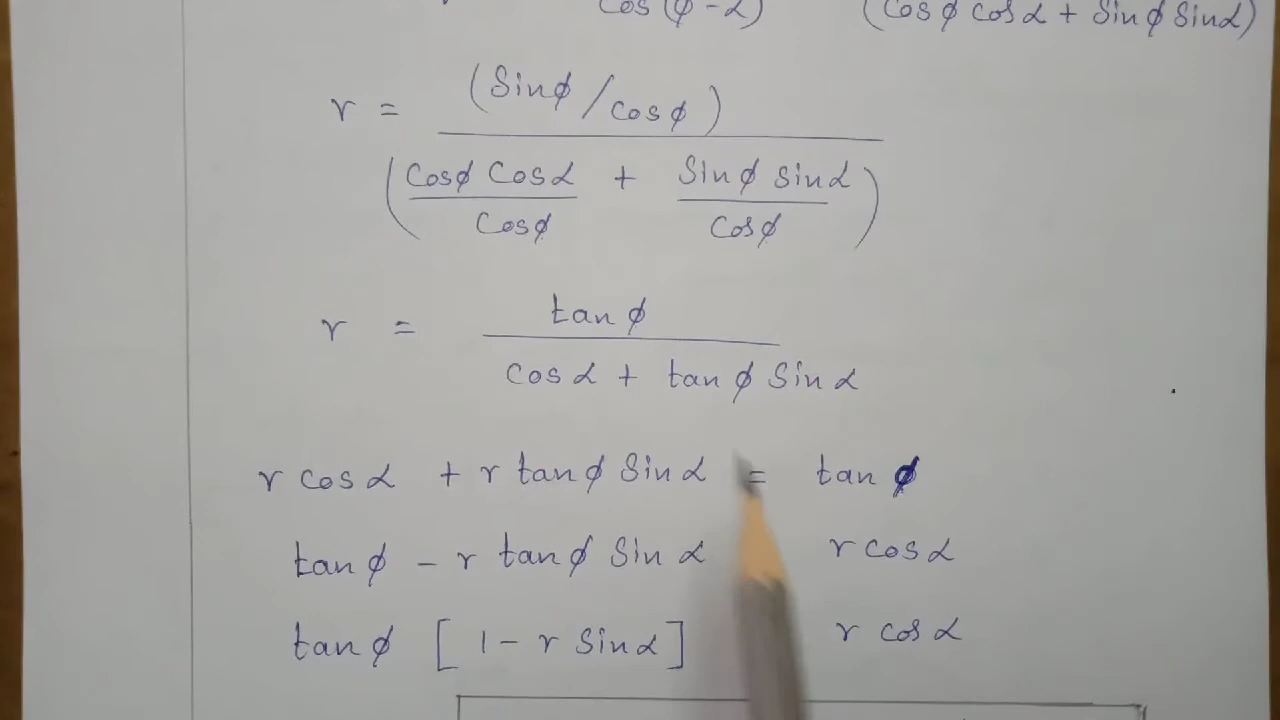 cos (ϕ - α) (cos ϕ cos α + Sin ϕ Sin α)
r = (Sin ϕ / cos ϕ)
(cos ϕ cos α + Sin ϕ Sin α)
cos ϕ cos ϕ
r = tan ϕ
cos α + tan ϕ Sin α
r cos α + r tan ϕ Sin α = tan ϕ
tan ϕ - r tan ϕ Sin α r cos α
tan ϕ [ 1 - r Sin α ] r cos α